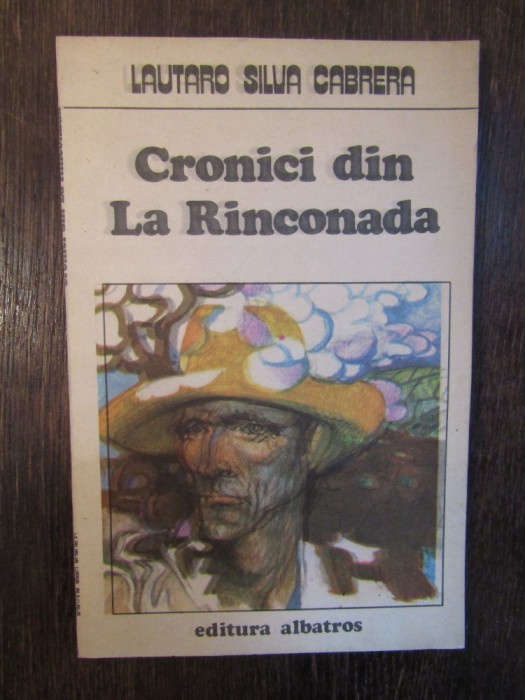 LAUTARO SILVA CABRERA
Cronici din
La Rinconada
editura albatros